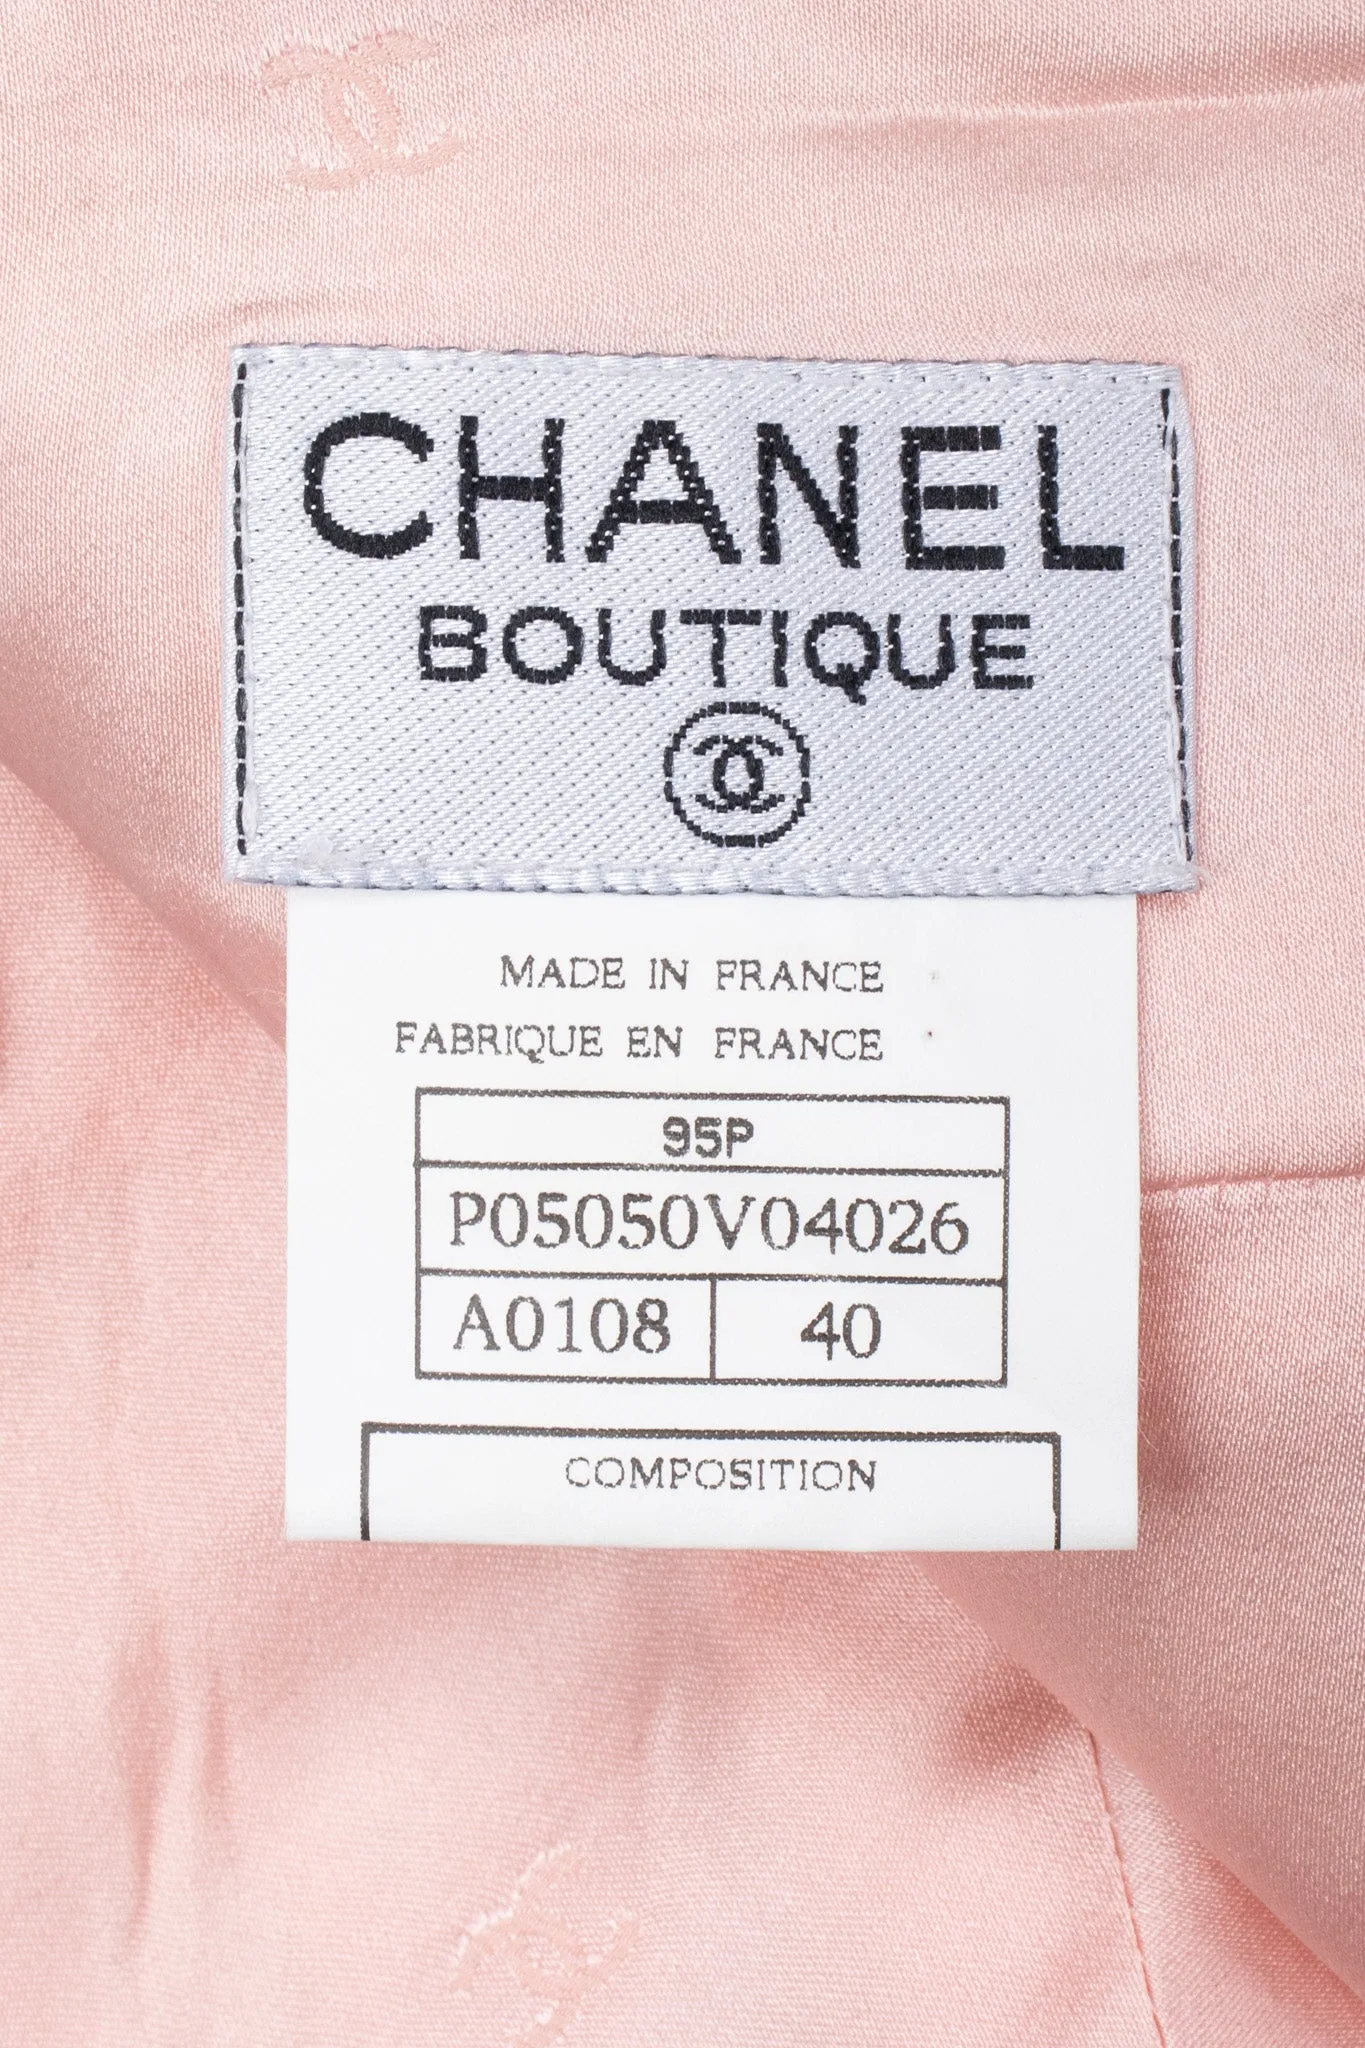 CHANEL
BOUTIQUE
MADE IN FRANCE
FABRIQUE EN FRANCE
95P
P05050V04026
A0108 40
COMPOSITION